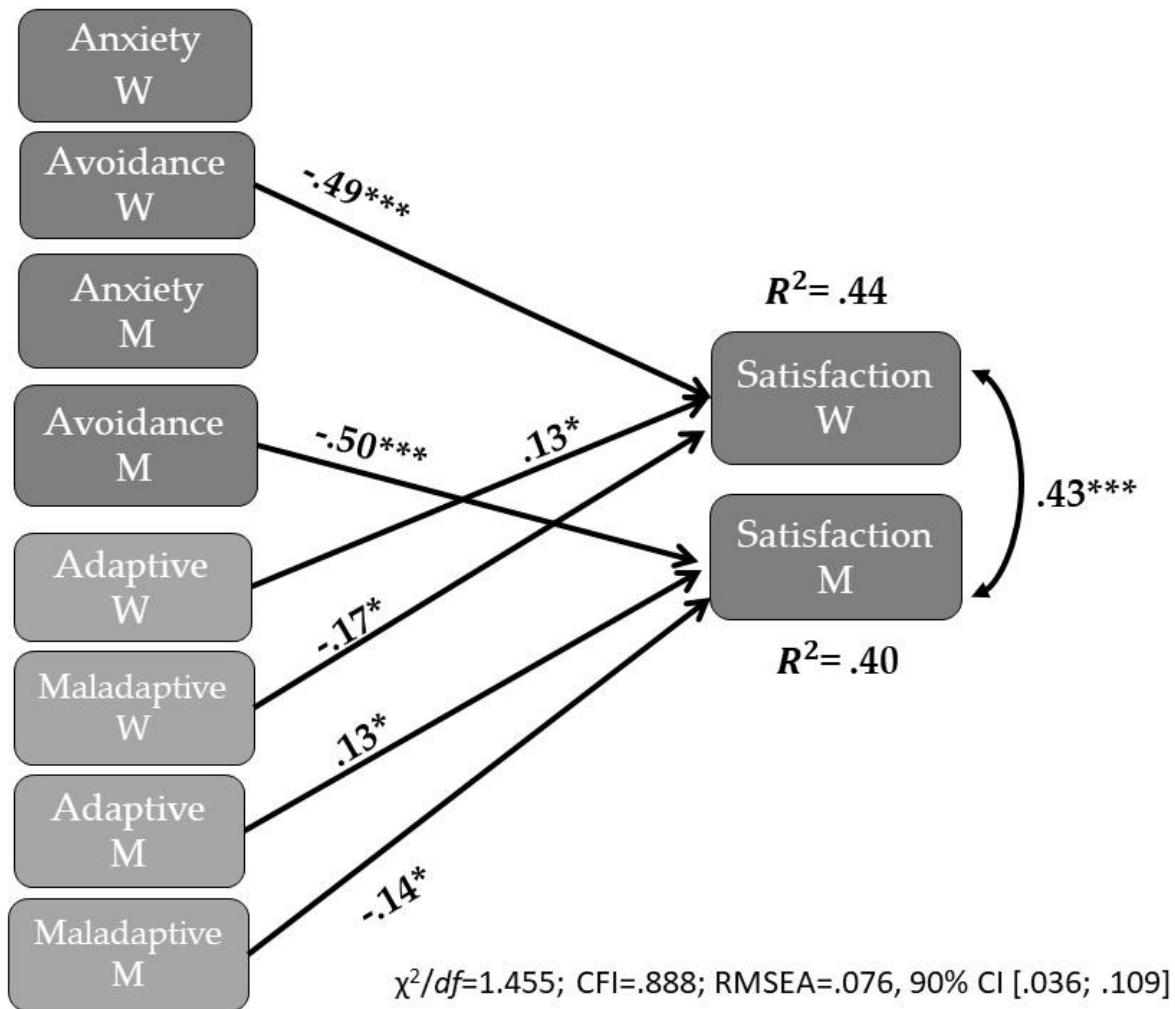 Anxiety
W
Avoidance
W
Anxiety
M
Avoidance
M
Adaptive
W
Maladaptive
W
Adaptive
M
Maladaptive
M
-.49***
-.50***
.13*
-.17*
.13*
-.14*
R²= .44
Satisfaction
W
Satisfaction
M
R²= .40
.43***
χ²/df=1.455; CFI=.888; RMSEA=.076, 90% CI [.036; .109]